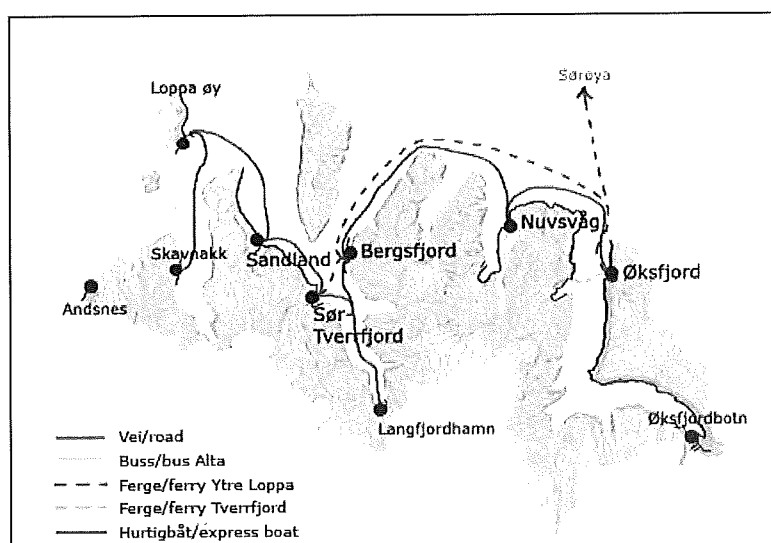 Loppa øy
Sørøya
Skavnakk
Sandland
Bergsfjord
Nuvsvåg
Øksfjord
Andsnes
Sør-
Tverrfjord
Langfjordhamn
Øksfjordbotn
Vei/road
Buss/bus Alta
Ferge/ferry Ytre Loppa
Ferge/ferry Tverrfjord
Hurtigbåt/express boat